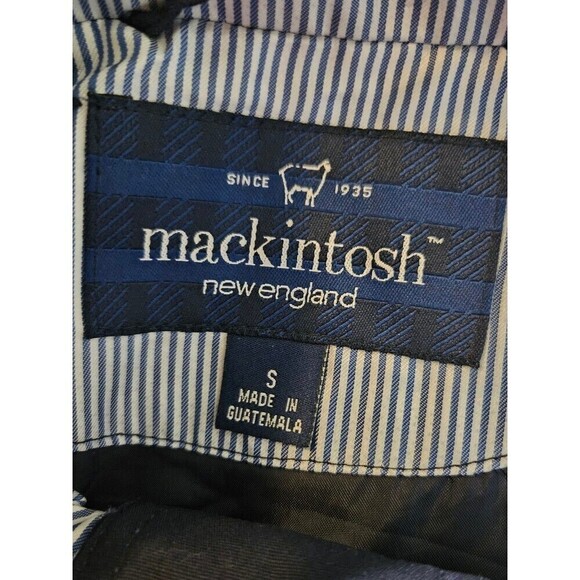 SINCE 1935
mackintosh™
new england
S
MADE IN
GUATEMALA